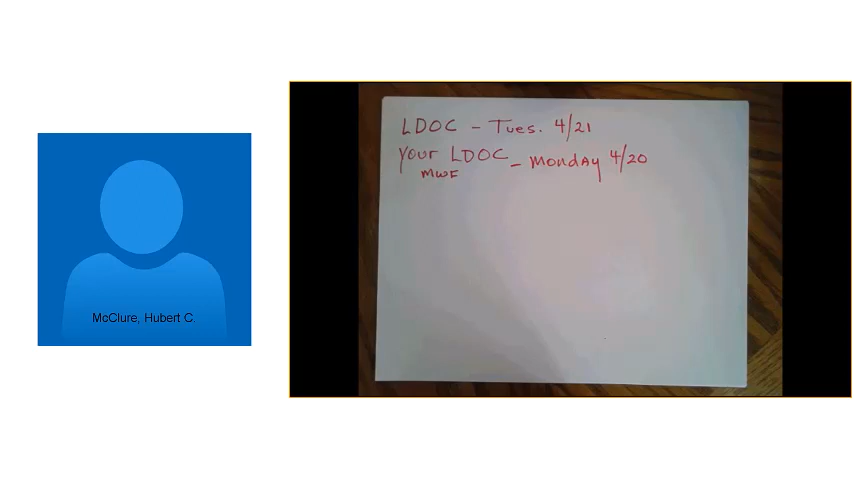 McClure, Hubert C.
LDOC - Tues. 4/21
Your LDOC - Monday 4/20
MWF